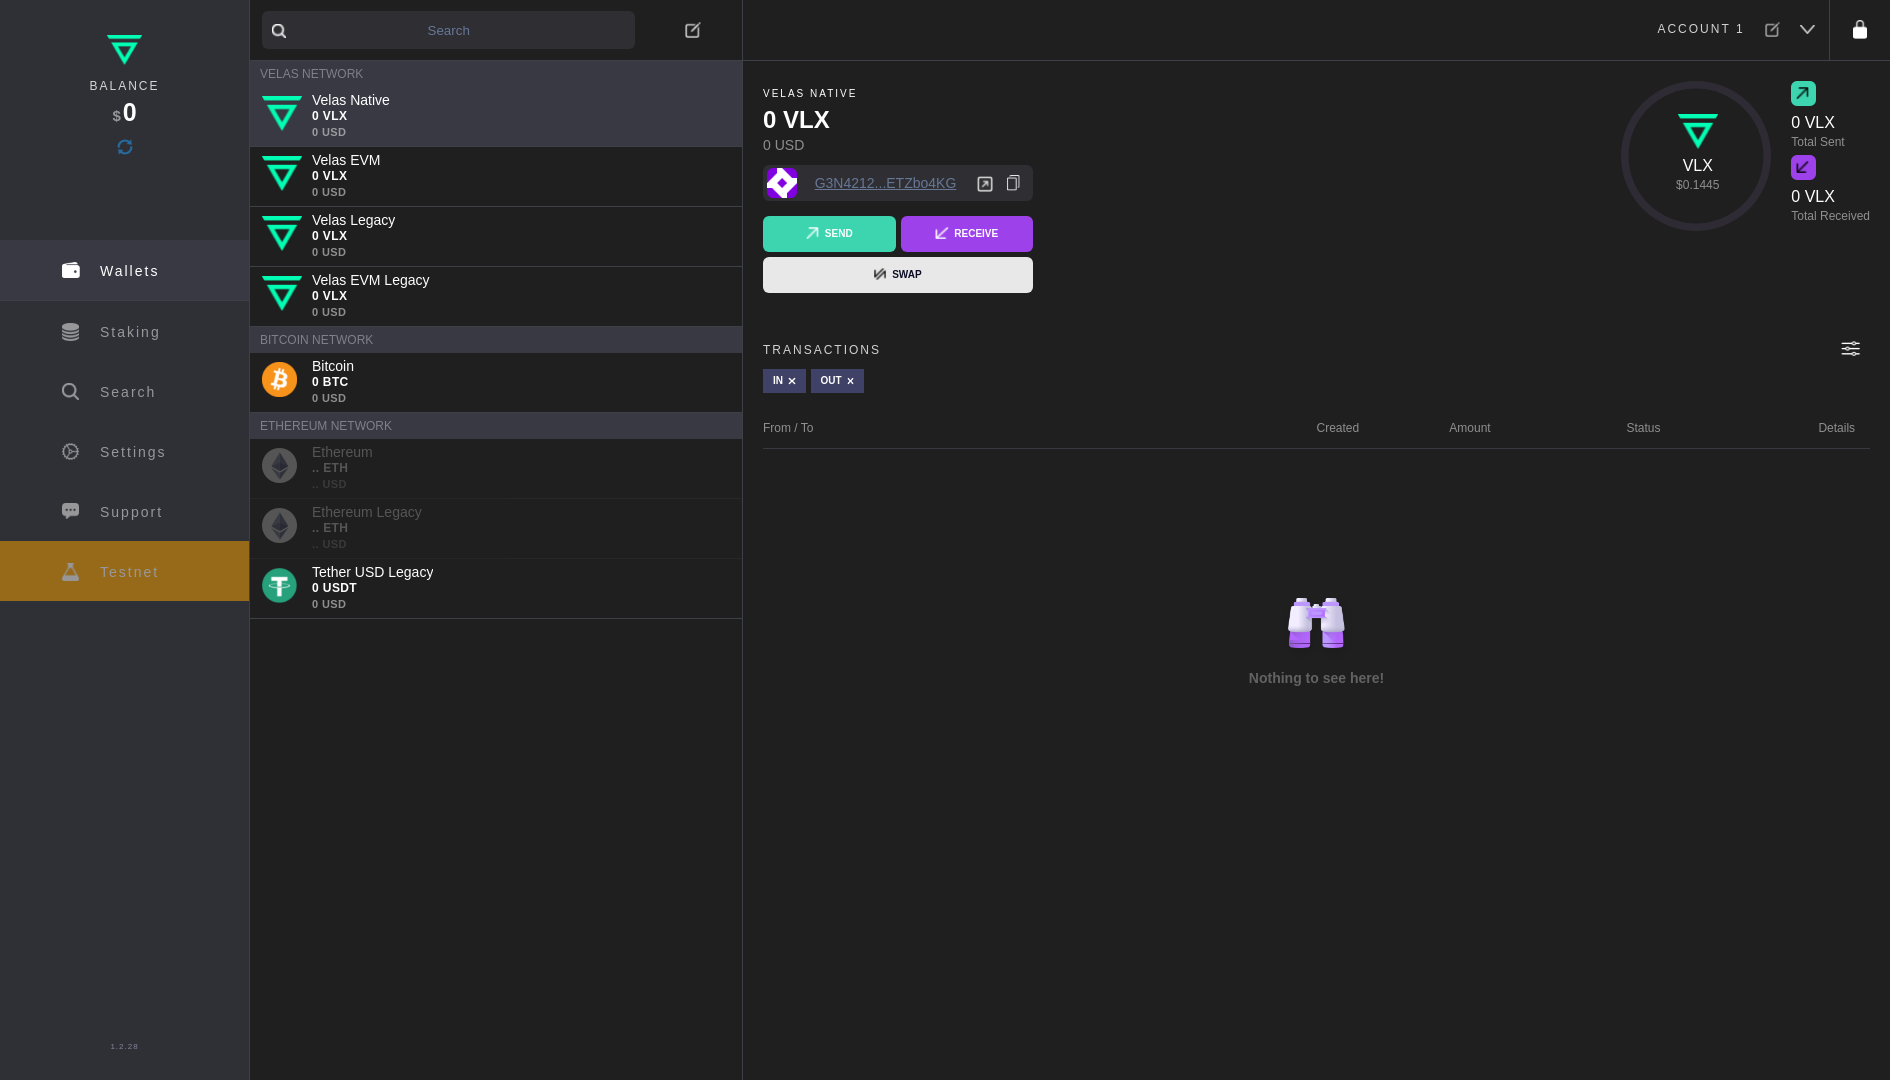 BALANCE
$0
Wallets
Staking
Search
Settings
Support
Testnet
1.2.28
Search
VELAS NETWORK
Velas Native
0 VLX
0 USD
Velas EVM
0 VLX
0 USD
Velas Legacy
0 VLX
0 USD
Velas EVM Legacy
0 VLX
0 USD
BITCOIN NETWORK
Bitcoin
0 BTC
0 USD
ETHEREUM NETWORK
Ethereum
.. ETH
.. USD
Ethereum Legacy
.. ETH
.. USD
Tether USD Legacy
0 USDT
0 USD
ACCOUNT 1
VELAS NATIVE
0 VLX
0 USD
G3N4212...ETZbo4KG
SEND
RECEIVE
SWAP
VLX
$0.1445
0 VLX
Total Sent
0 VLX
Total Received
TRANSACTIONS
IN ×
OUT ×
From / To Created Amount Status Details
Nothing to see here!